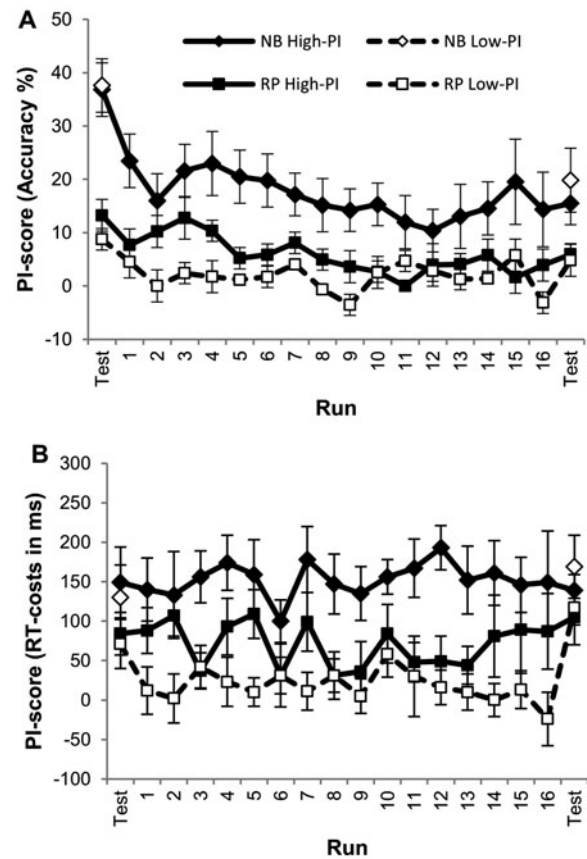 A
NB High-PI NB Low-PI
RP High-PI RP Low-PI
PI-score (Accuracy %)
50
40
30
20
10
0
-10
Test 1 2 3 4 5 6 7 8 9 10 11 12 13 14 15 16 Test
Run
B
PI-score (RT-costs in ms)
300
250
200
150
100
50
0
-50
-100
Test 1 2 3 4 5 6 7 8 9 10 11 12 13 14 15 16 Test
Run